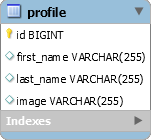 profile
id BIGINT
first_name VARCHAR(255)
last_name VARCHAR(255)
image VARCHAR(255)
Indexes